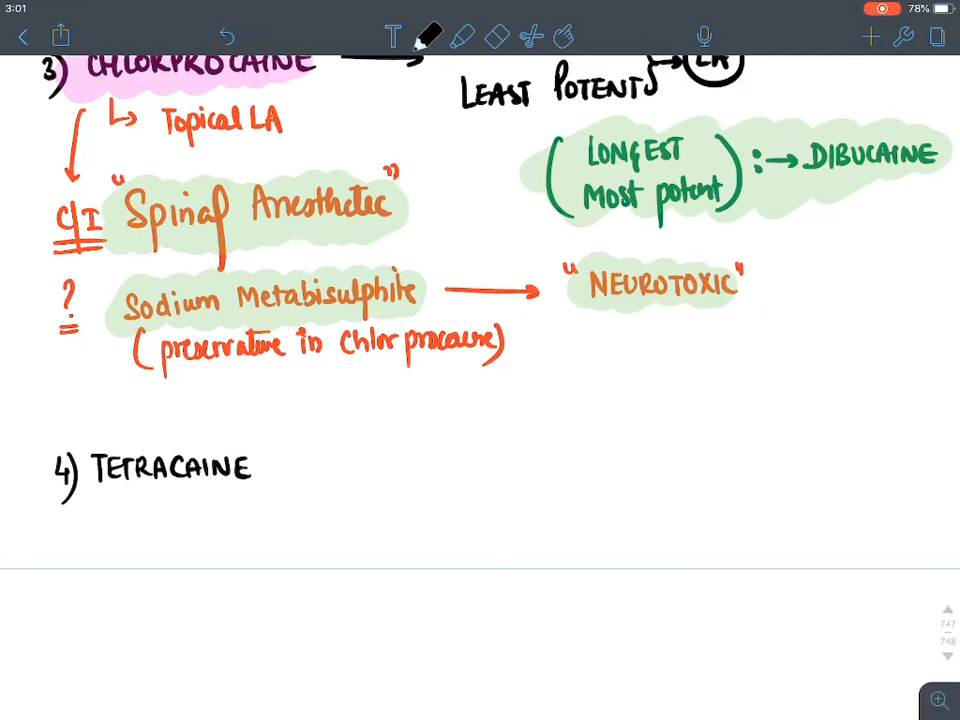 3:01
78%
T
3) CHLORPROCAINE →
LEAST POTENT } → LA
↳ Topical LA
( LONGEST
Most potent ) :→ DIBUCAINE
C/I "Spinal Anesthetic"
? Sodium Metabisulphite → "NEUROTOXIC"
(preservative in Chlorprocaine)
4) TETRACAINE
747
748